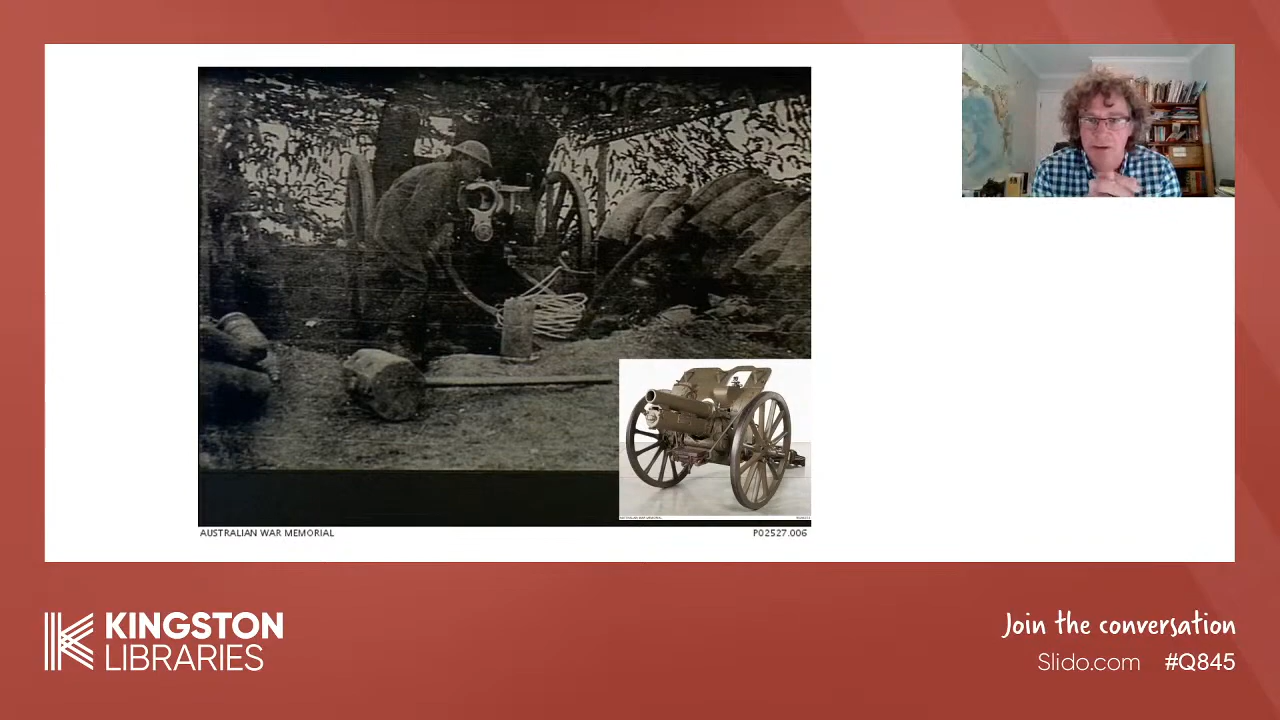 AUSTRALIAN WAR MEMORIAL
P02527.006
KINGSTON
LIBRARIES
Join the conversation
Slido.com #Q845